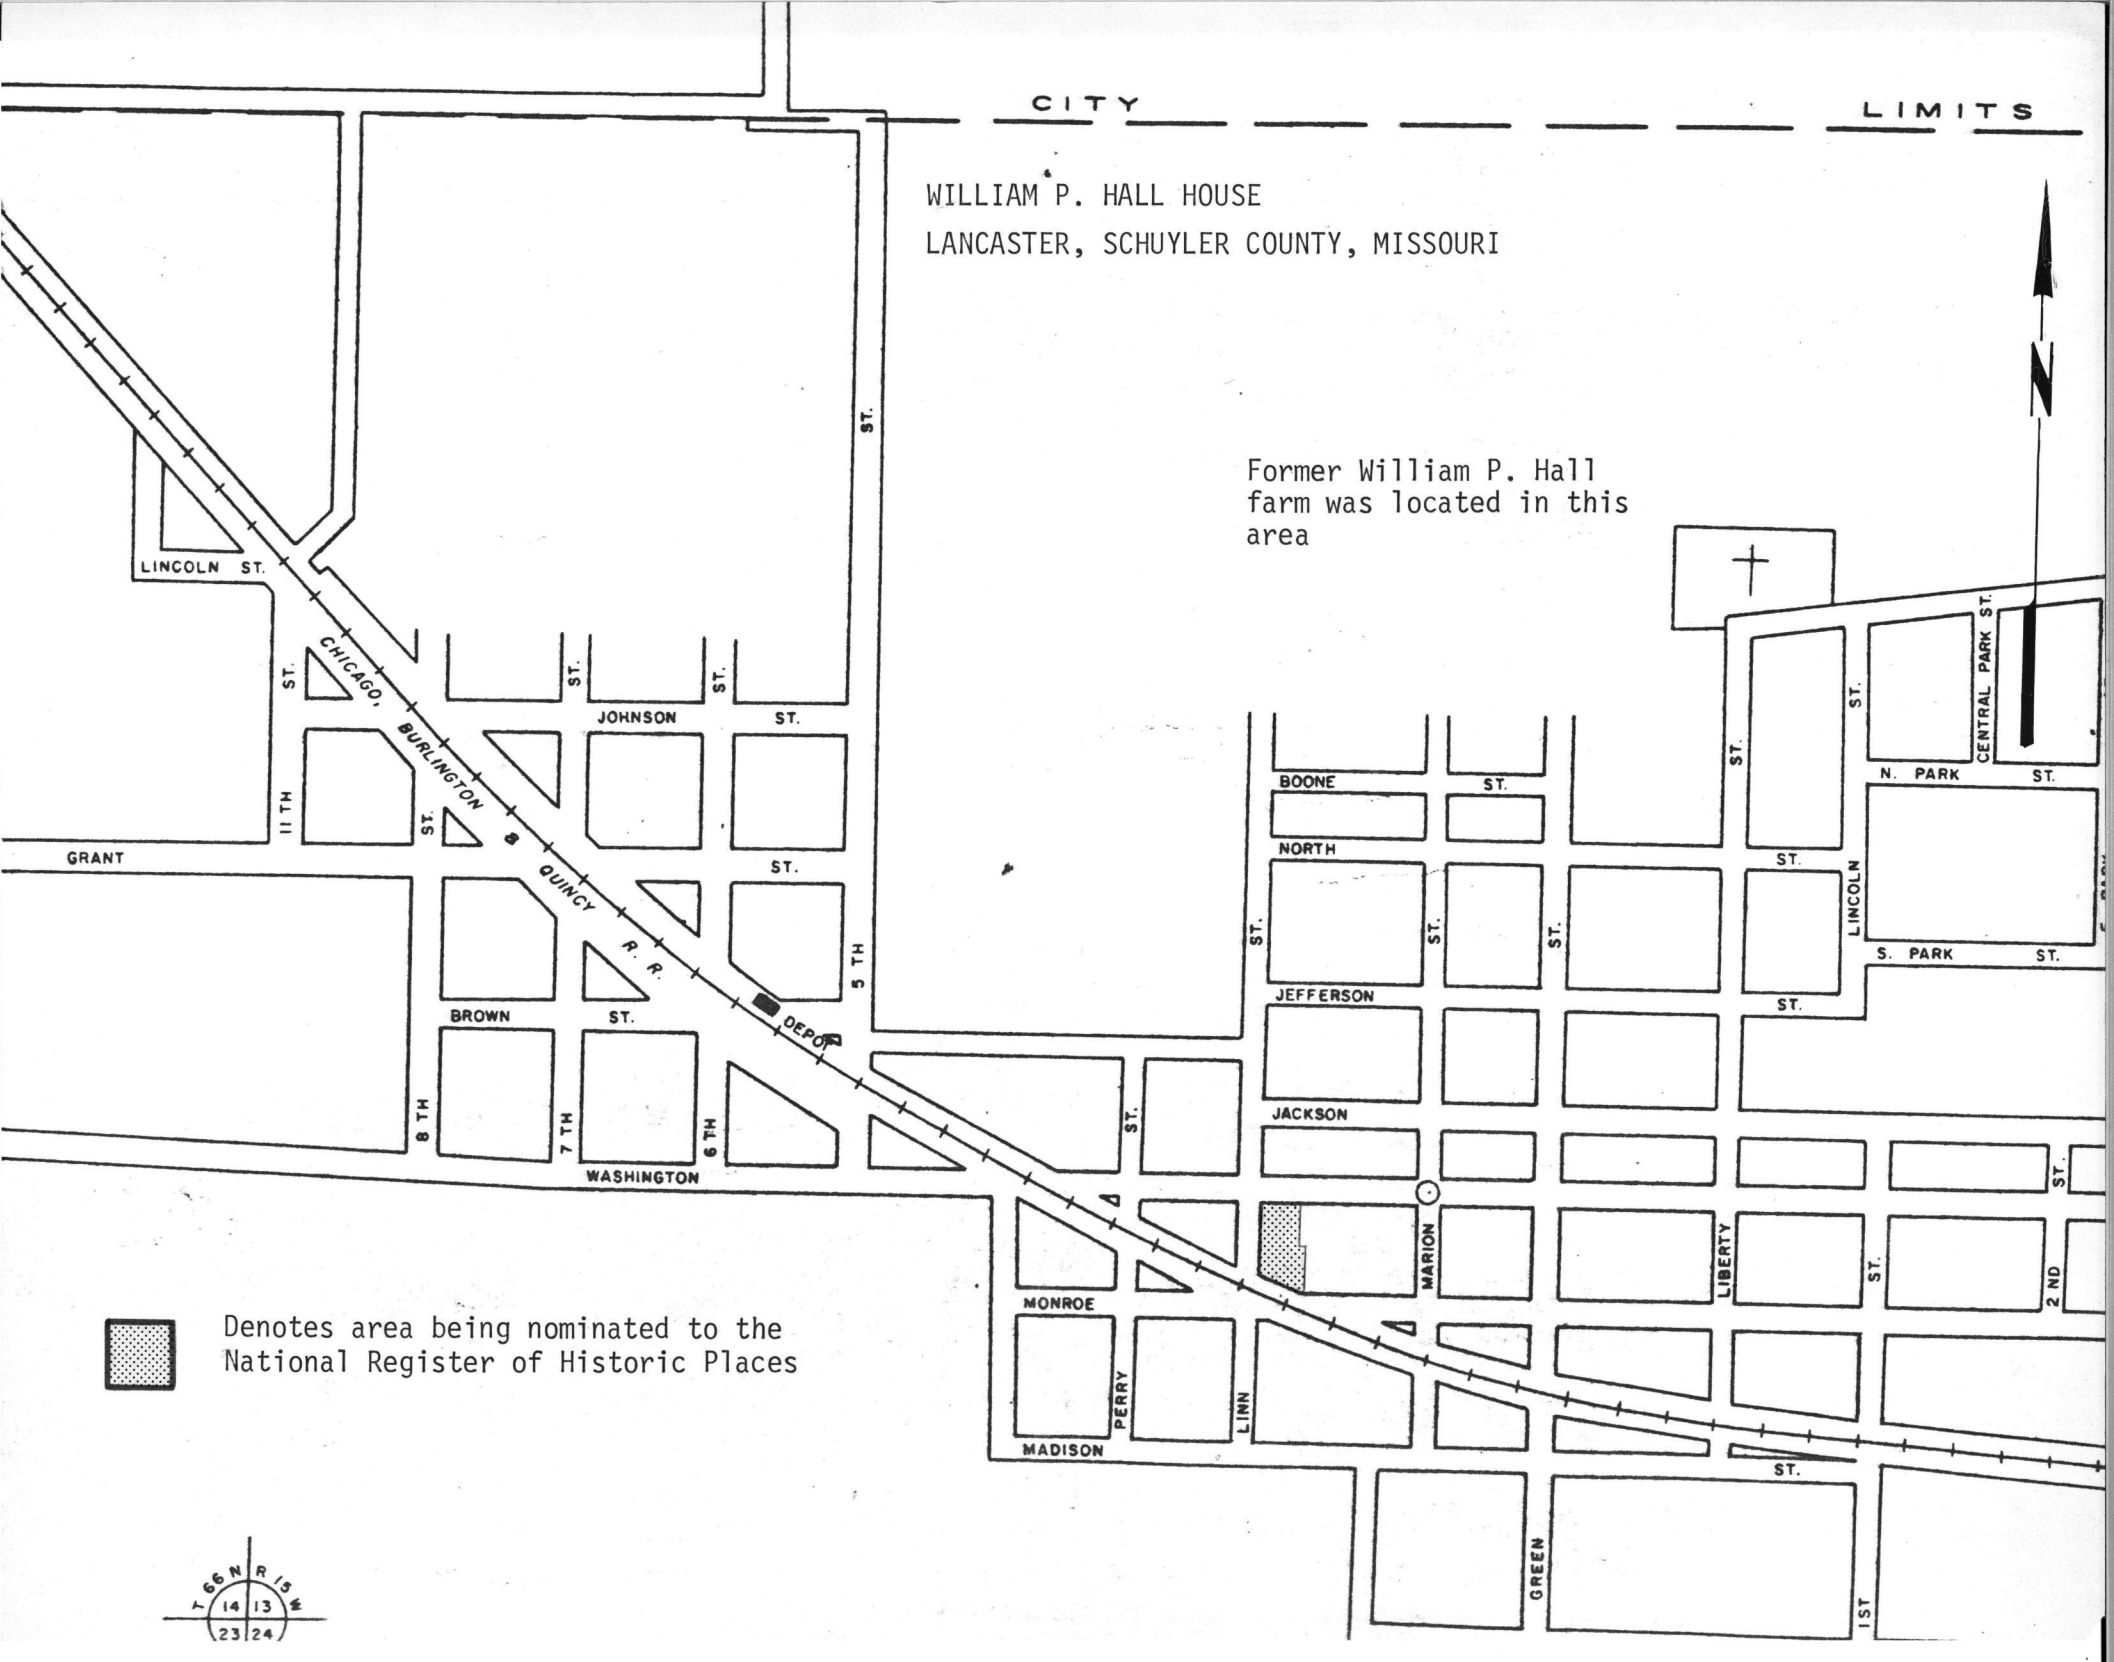 CITY LIMITS
WILLIAM P. HALL HOUSE
LANCASTER, SCHUYLER COUNTY, MISSOURI
N
ST.
Former William P. Hall
farm was located in this
area
LINCOLN ST.
CHICAGO, BURLINGTON & QUINCY R. R.
ST.
ST.
ST.
JOHNSON ST.
CENTRAL PARK ST.
ST.
ST.
N. PARK ST.
BOONE ST.
11 TH
ST.
GRANT
ST.
NORTH
ST.
LINCOLN
ST.
ST.
ST.
S. PARK ST.
5 TH
JEFFERSON
ST.
BROWN ST.
DEPOT
8 TH
7 TH
6 TH
ST.
JACKSON
WASHINGTON
ST.
MARION
LIBERTY
ST.
2 ND
MONROE
Denotes area being nominated to the
National Register of Historic Places
PERRY
LINN
MADISON
ST.
GREEN
1 ST
T 66 N R 15 W
14 13
23 24